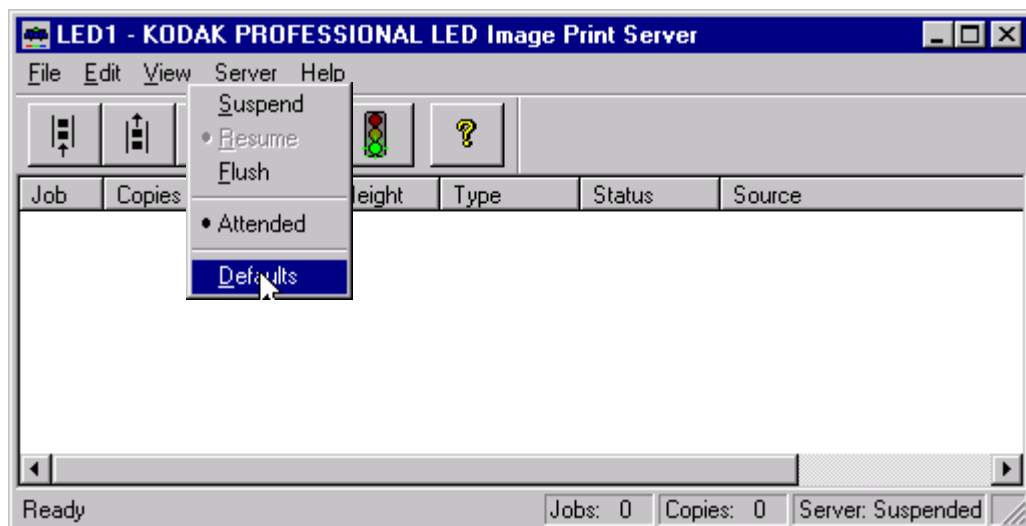 LED1 - KODAK PROFESSIONAL LED Image Print Server
File Edit View Server Help
Suspend
Resume
Flush
Attended
Defaults
?
Job Copies eight Type Status Source
Ready Jobs: 0 Copies: 0 Server: Suspended